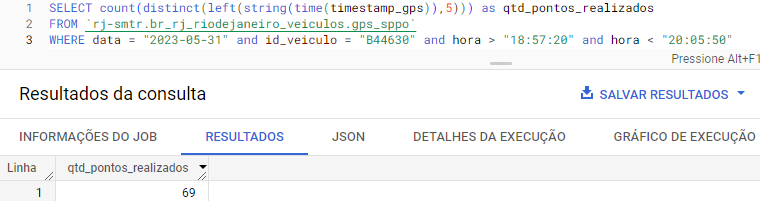 1 SELECT count(distinct(left(string(time(timestamp_gps)),5))) as qtd_pontos_realizados
2 FROM `rj-smtr.br_rj_riodejaneiro_veiculos.gps_sppo`
3 WHERE data = "2023-05-31" and id_veiculo = "B44630" and hora > "18:57:20" and hora < "20:05:50"
Pressione Alt+F1
Resultados da consulta
SALVAR RESULTADOS
INFORMAÇÕES DO JOB RESULTADOS JSON DETALHES DA EXECUÇÃO GRÁFICO DE EXECUÇÃO
Linha qtd_pontos_realizados
1 69